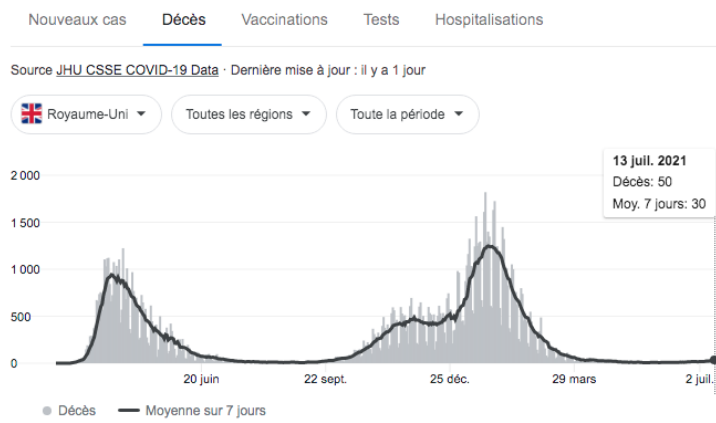 Nouveaux cas Décès Vaccinations Tests Hospitalisations
Source JHU CSSE COVID-19 Data · Dernière mise à jour : il y a 1 jour
Royaume-Uni Toutes les régions Toute la période
13 juil. 2021
Décès: 50
Moy. 7 jours: 30
2 000
1 500
1 000
500
0
20 juin 22 sept. 25 déc. 29 mars 2 juil.
Décès Moyenne sur 7 jours